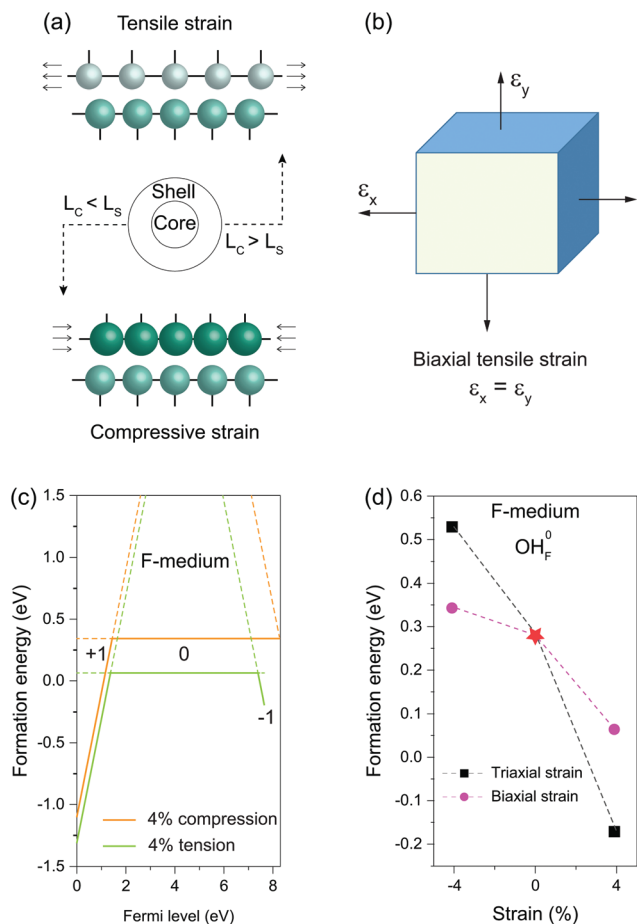 (a)
Tensile strain
Shell
Core
L_C < L_S
L_C > L_S
Compressive strain
(b)
ε_y
ε_x
Biaxial tensile strain
ε_x = ε_y
(c)
1.5
1.0
0.5
0.0
-0.5
-1.0
-1.5
Formation energy (eV)
F-medium
+1
0
-1
4% compression
4% tension
0 2 4 6 8
Fermi level (eV)
(d)
0.6
0.5
0.4
0.3
0.2
0.1
0.0
-0.1
-0.2
Formation energy (eV)
F-medium
OH_F^0
Triaxial strain
Biaxial strain
-4 0 4
Strain (%)